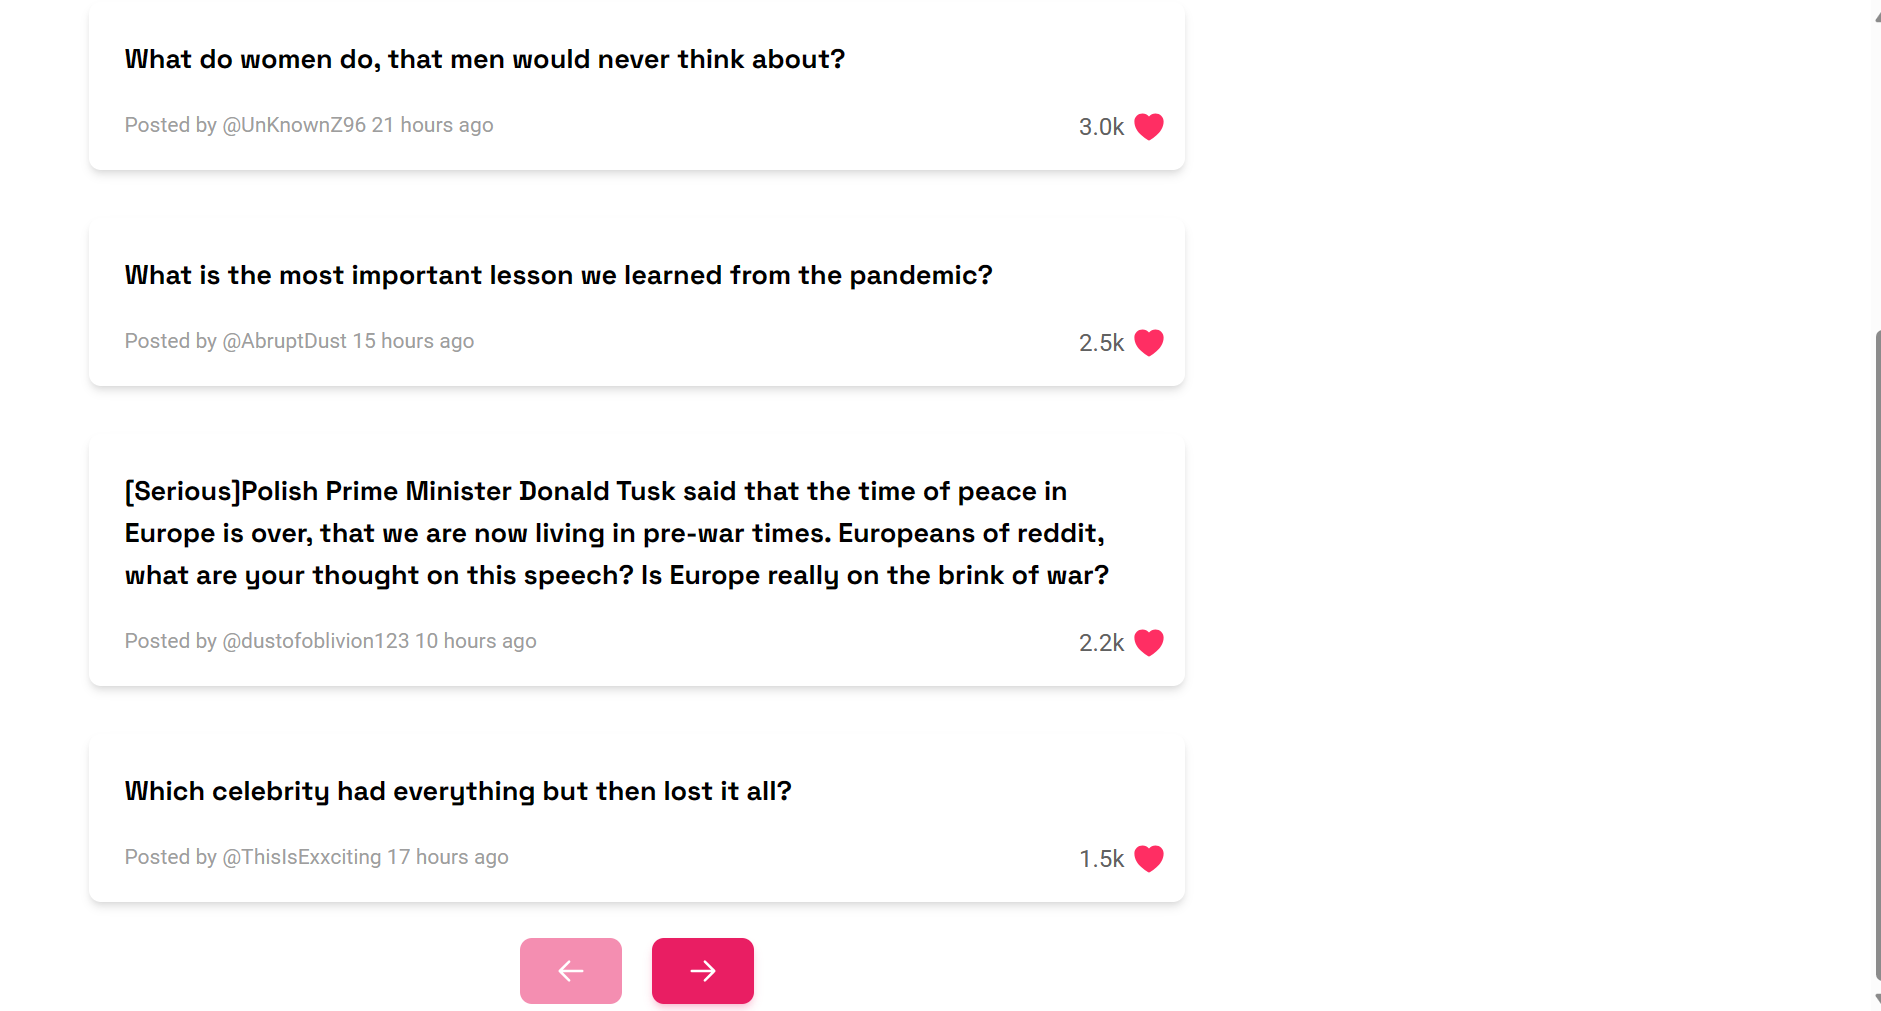 What do women do, that men would never think about?
Posted by @UnKnownZ96 21 hours ago
3.0k
What is the most important lesson we learned from the pandemic?
Posted by @AbruptDust 15 hours ago
2.5k
[Serious]Polish Prime Minister Donald Tusk said that the time of peace in
Europe is over, that we are now living in pre-war times. Europeans of reddit,
what are your thought on this speech? Is Europe really on the brink of war?
Posted by @dustofoblivion123 10 hours ago
2.2k
Which celebrity had everything but then lost it all?
Posted by @ThisIsExxciting 17 hours ago
1.5k